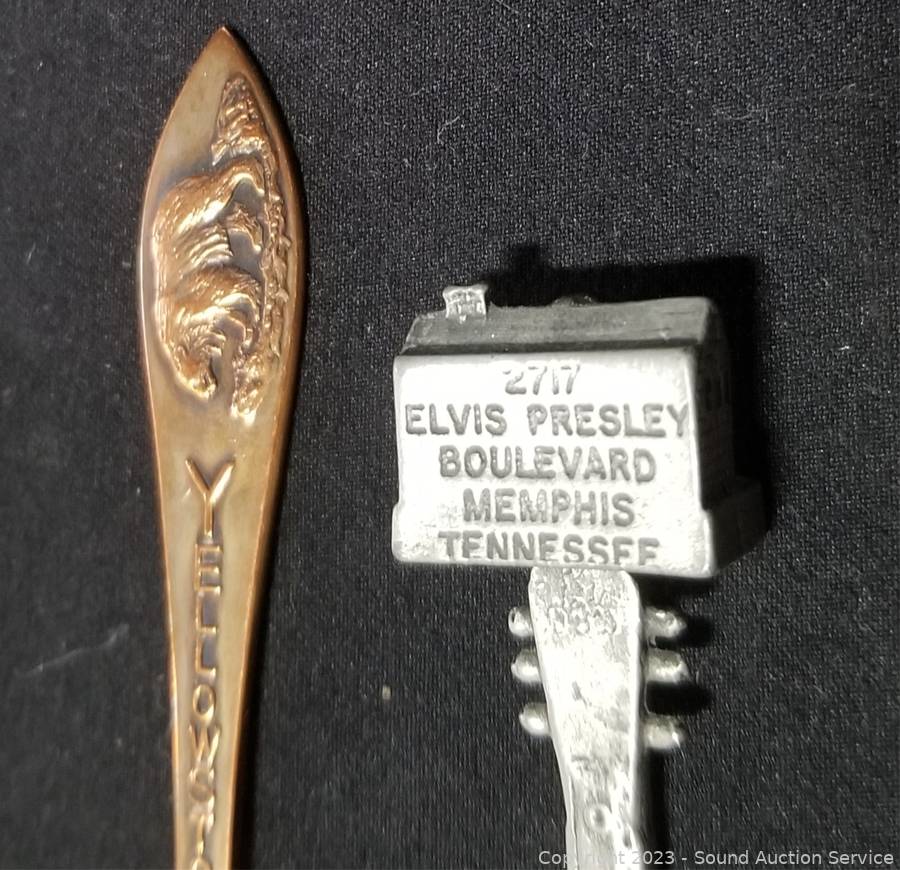 YELLOWSTO
2717
ELVIS PRESLEY
BOULEVARD
MEMPHIS
TENNESSEE
Copyright 2023 - Sound Auction Service